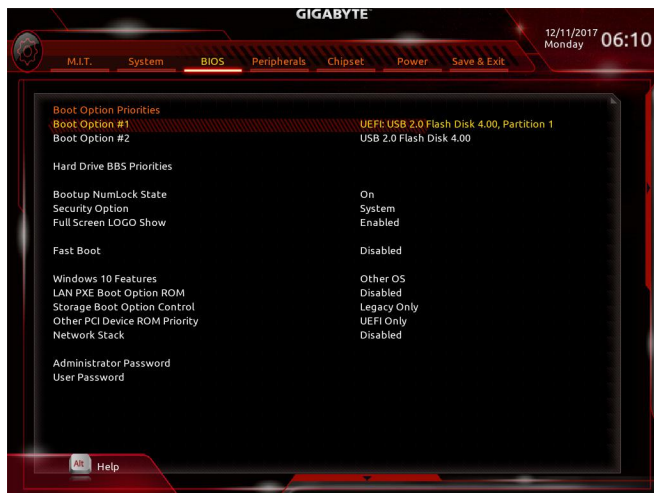 GIGABYTE
12/11/2017 Monday 06:10
M.I.T. System BIOS Peripherals Chipset Power Save & Exit
Boot Option Priorities
Boot Option #1 UEFI: USB 2.0 Flash Disk 4.00, Partition 1
Boot Option #2 USB 2.0 Flash Disk 4.00
Hard Drive BBS Priorities
Bootup NumLock State On
Security Option System
Full Screen LOGO Show Enabled
Fast Boot Disabled
Windows 10 Features Other OS
LAN PXE Boot Option ROM Disabled
Storage Boot Option Control Legacy Only
Other PCI Device ROM Priority UEFI Only
Network Stack Disabled
Administrator Password
User Password
Alt Help